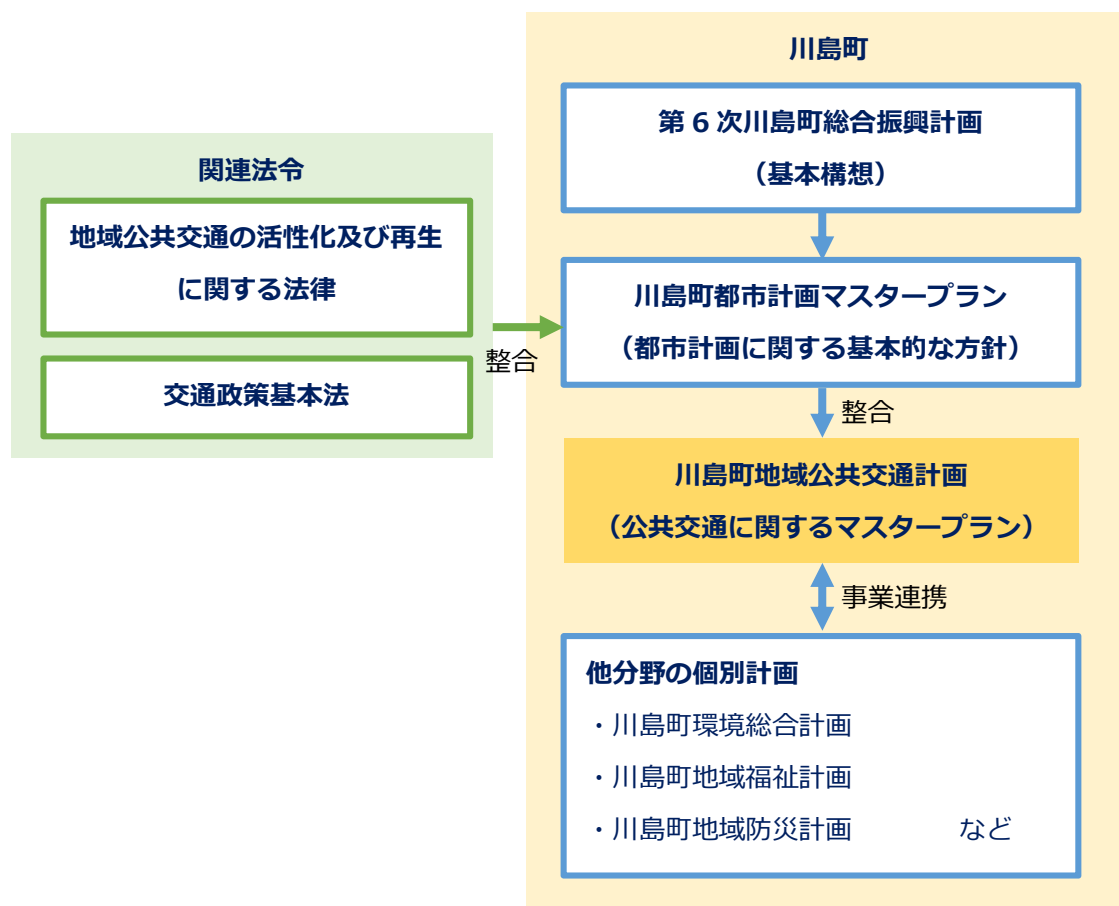 川島町
第 6 次川島町総合振興計画
（基本構想）
関連法令
地域公共交通の活性化及び再生
に関する法律
交通政策基本法
整合
川島町都市計画マスタープラン
（都市計画に関する基本的な方針）
整合
川島町地域公共交通計画
（公共交通に関するマスタープラン）
事業連携
他分野の個別計画
・川島町環境総合計画
・川島町地域福祉計画
・川島町地域防災計画　　　　など